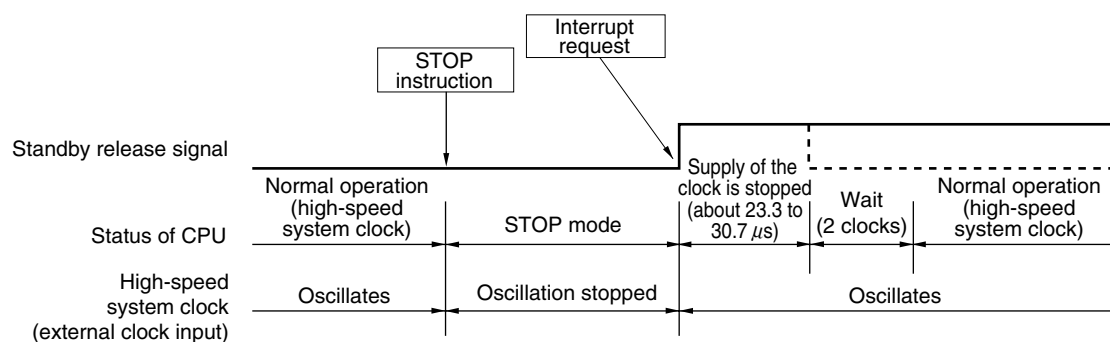 Interrupt
request
STOP
instruction
Standby release signal
Supply of the
clock is stopped
(about 23.3 to
30.7 μs)
Normal operation
(high-speed
system clock)
Wait
(2 clocks)
Normal operation
(high-speed
system clock)
Status of CPU
STOP mode
High-speed
system clock
(external clock input)
Oscillates
Oscillation stopped
Oscillates